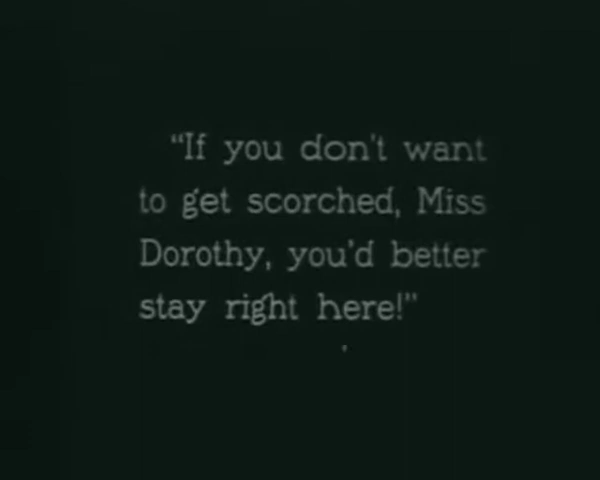 "If you don't want
to get scorched, Miss
Dorothy, you'd better
stay right here!"